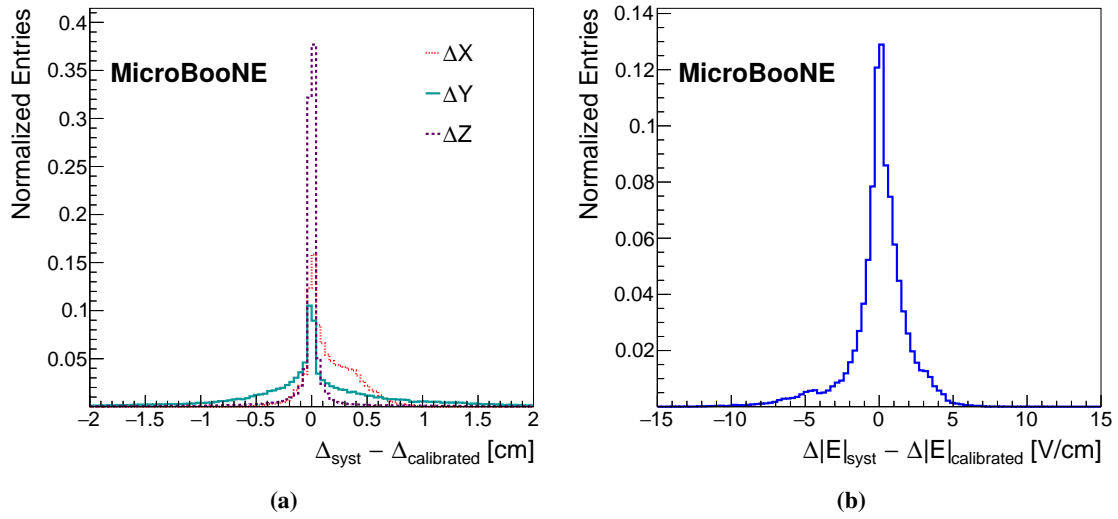 Normalized Entries
0.4
0.35
0.3
0.25
0.2
0.15
0.1
0.05
MicroBooNE
ΔX
ΔY
ΔZ
−2 −1.5 −1 −0.5 0 0.5 1 1.5 2
Δsyst − Δcalibrated [cm]
(a)
Normalized Entries
0.14
0.12
0.1
0.08
0.06
0.04
0.02
MicroBooNE
−15 −10 −5 0 5 10 15
Δ|E|syst − Δ|E|calibrated [V/cm]
(b)